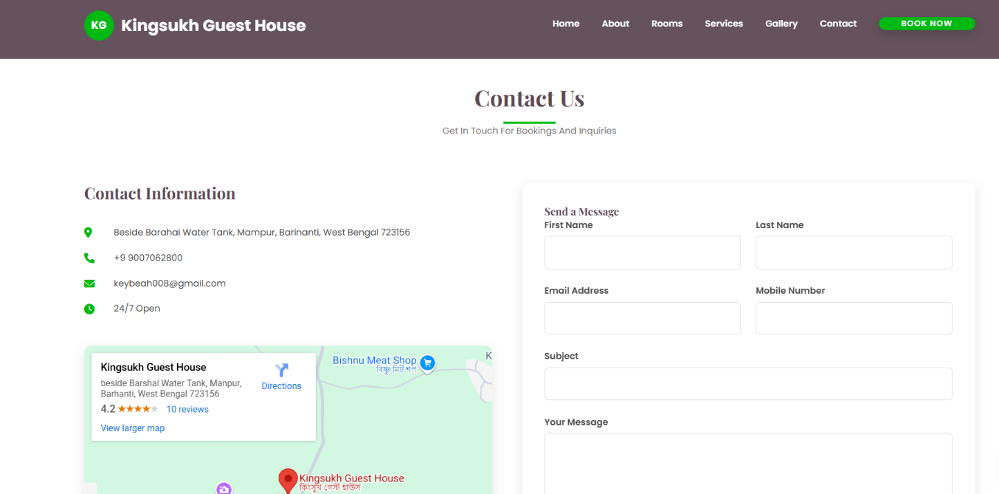 KG Kingsukh Guest House
Home About Rooms Services Gallery Contact BOOK NOW
Contact Us
Get In Touch For Bookings And Inquiries
Contact Information
Beside Barahai Water Tank, Mampur, Barinanti, West Bengal 723156
+9 9007062800
keybeah008@gmail.com
24/7 Open
Kingsukh Guest House
beside Barshal Water Tank, Manpur,
Barhanti, West Bengal 723156
4.2 10 reviews
View larger map
Directions
Bishnu Meat Shop
বিষ্ণু মিট শপ
K
Kingsukh Guest House
কিংসুখ গেস্ট হাউস
Send a Message
First Name Last Name
Email Address Mobile Number
Subject
Your Message